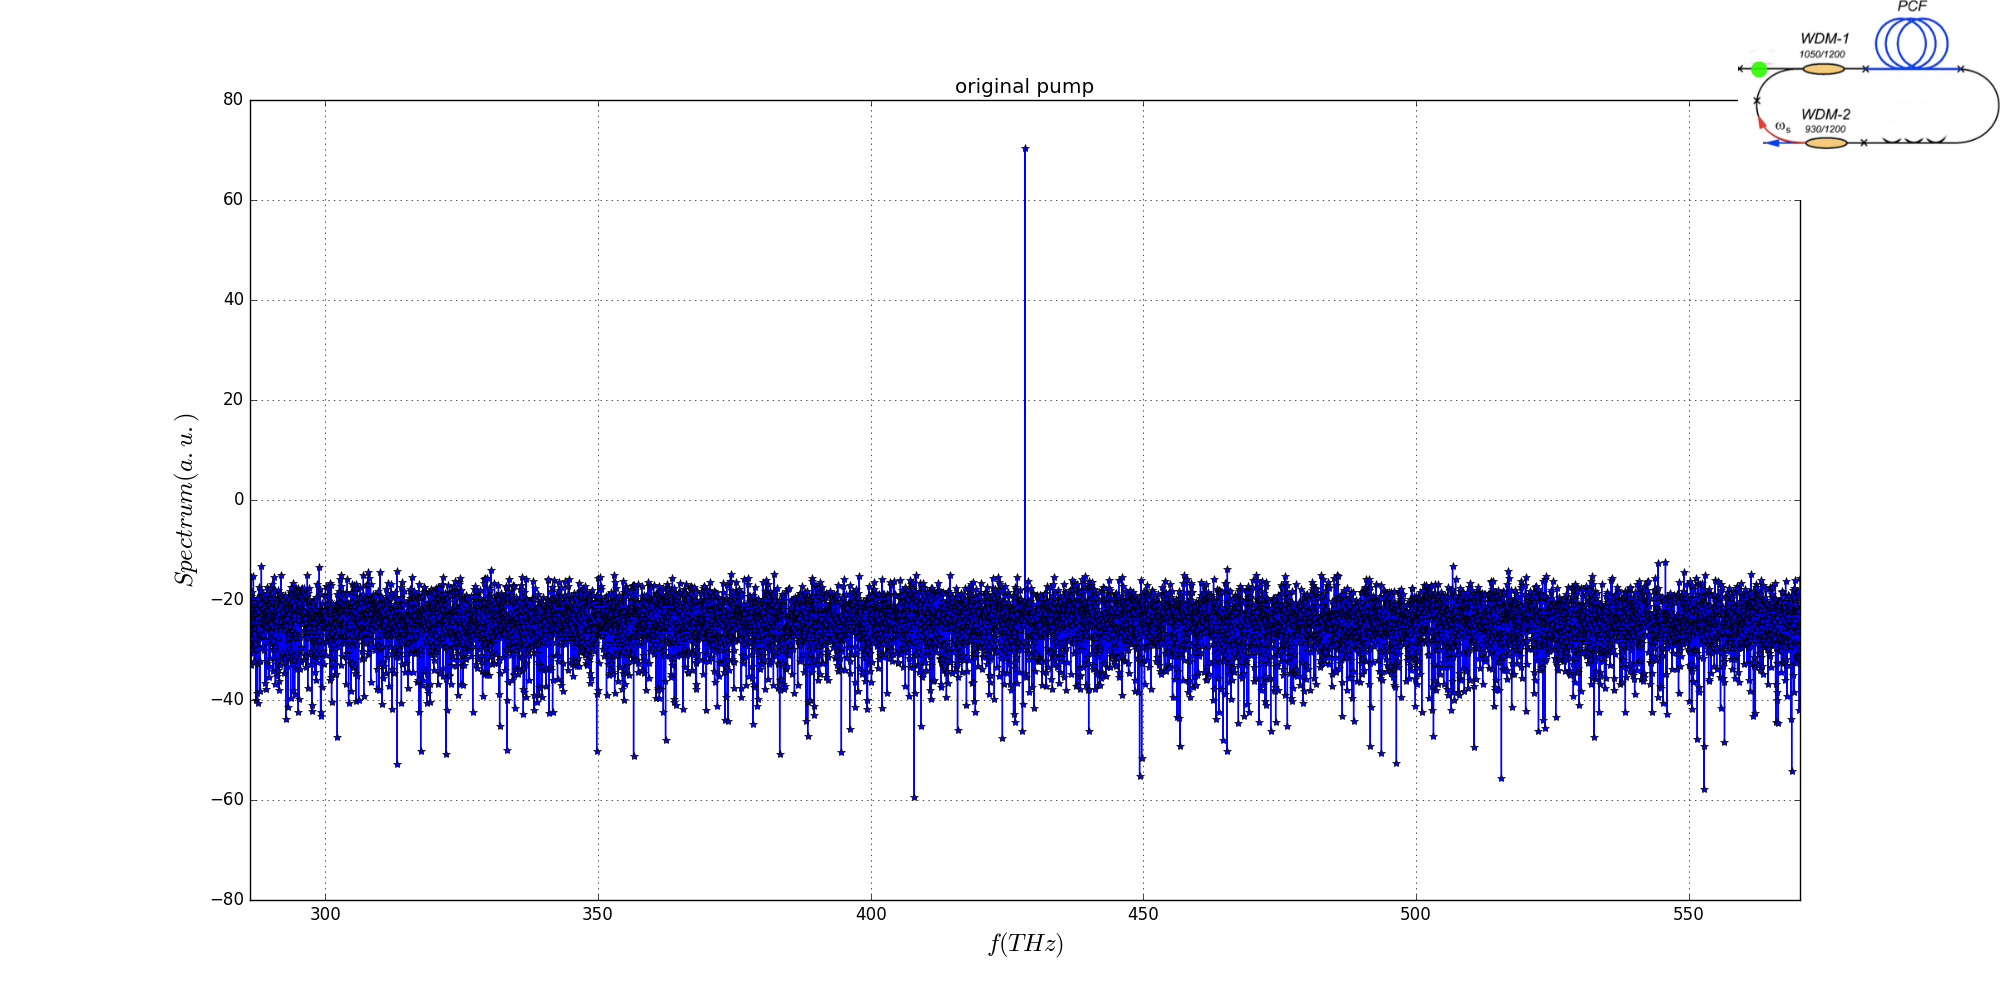 original pump
80
60
40
20
0
−20
−40
−60
−80
Spectrum(a. u. )
300
350
400
450
500
550
f(THz)
PCF
WDM-1
1050/1200
WDM-2
930/1200
ωs